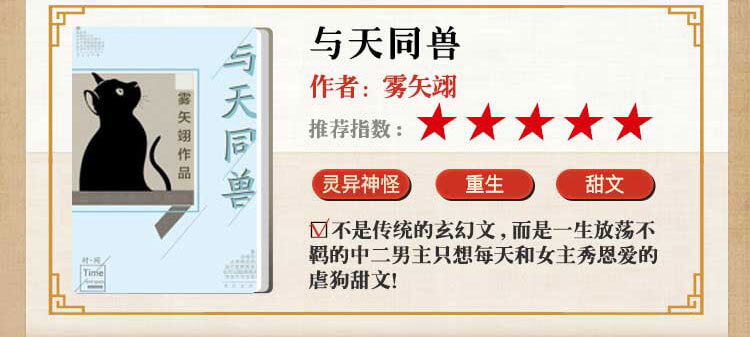 与天同兽
雾矢翊作品
时·间
Time
与天同兽
作者：雾矢翊
推荐指数：★★★★★
灵异神怪
重生
甜文
☑不是传统的玄幻文，而是一生放荡不
羁的中二男主只想每天和女主秀恩爱的
虐狗甜文!